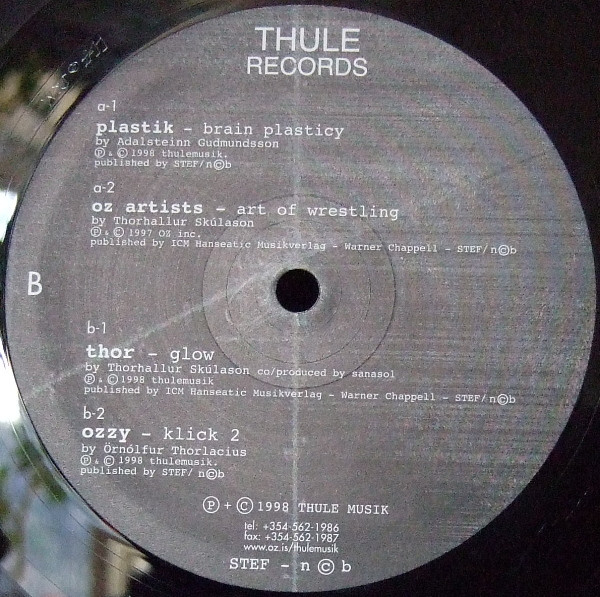 THULE
RECORDS
a-1
plastik - brain plasticy
by Adalsteinn Gudmundsson
Ⓟ & © 1998 thulemusik.
published by STEF/n©b
a-2
oz artists - art of wrestling
by Thorhallur Skúlason
Ⓟ & © 1997 OZ inc.
published by ICM Hanseatic Musikverlag - Warner Chappell - STEF/n©b
B
b-1
thor - glow
by Thorhallur Skúlason co/produced by sanasol
Ⓟ & © 1998 thulemusik
published by ICM Hanseatic Musikverlag - Warner Chappell - STEF/n©b
b-2
ozzy - klick 2
by Örnólfur Thorlacius
Ⓟ & © 1998 thulemusik.
published by STEF/ n©b
Ⓟ + © 1998 THULE MUSIK
tel: +354-562-1986
fax: +354-562-1987
www.oz.is/thulemusik
STEF - n © b